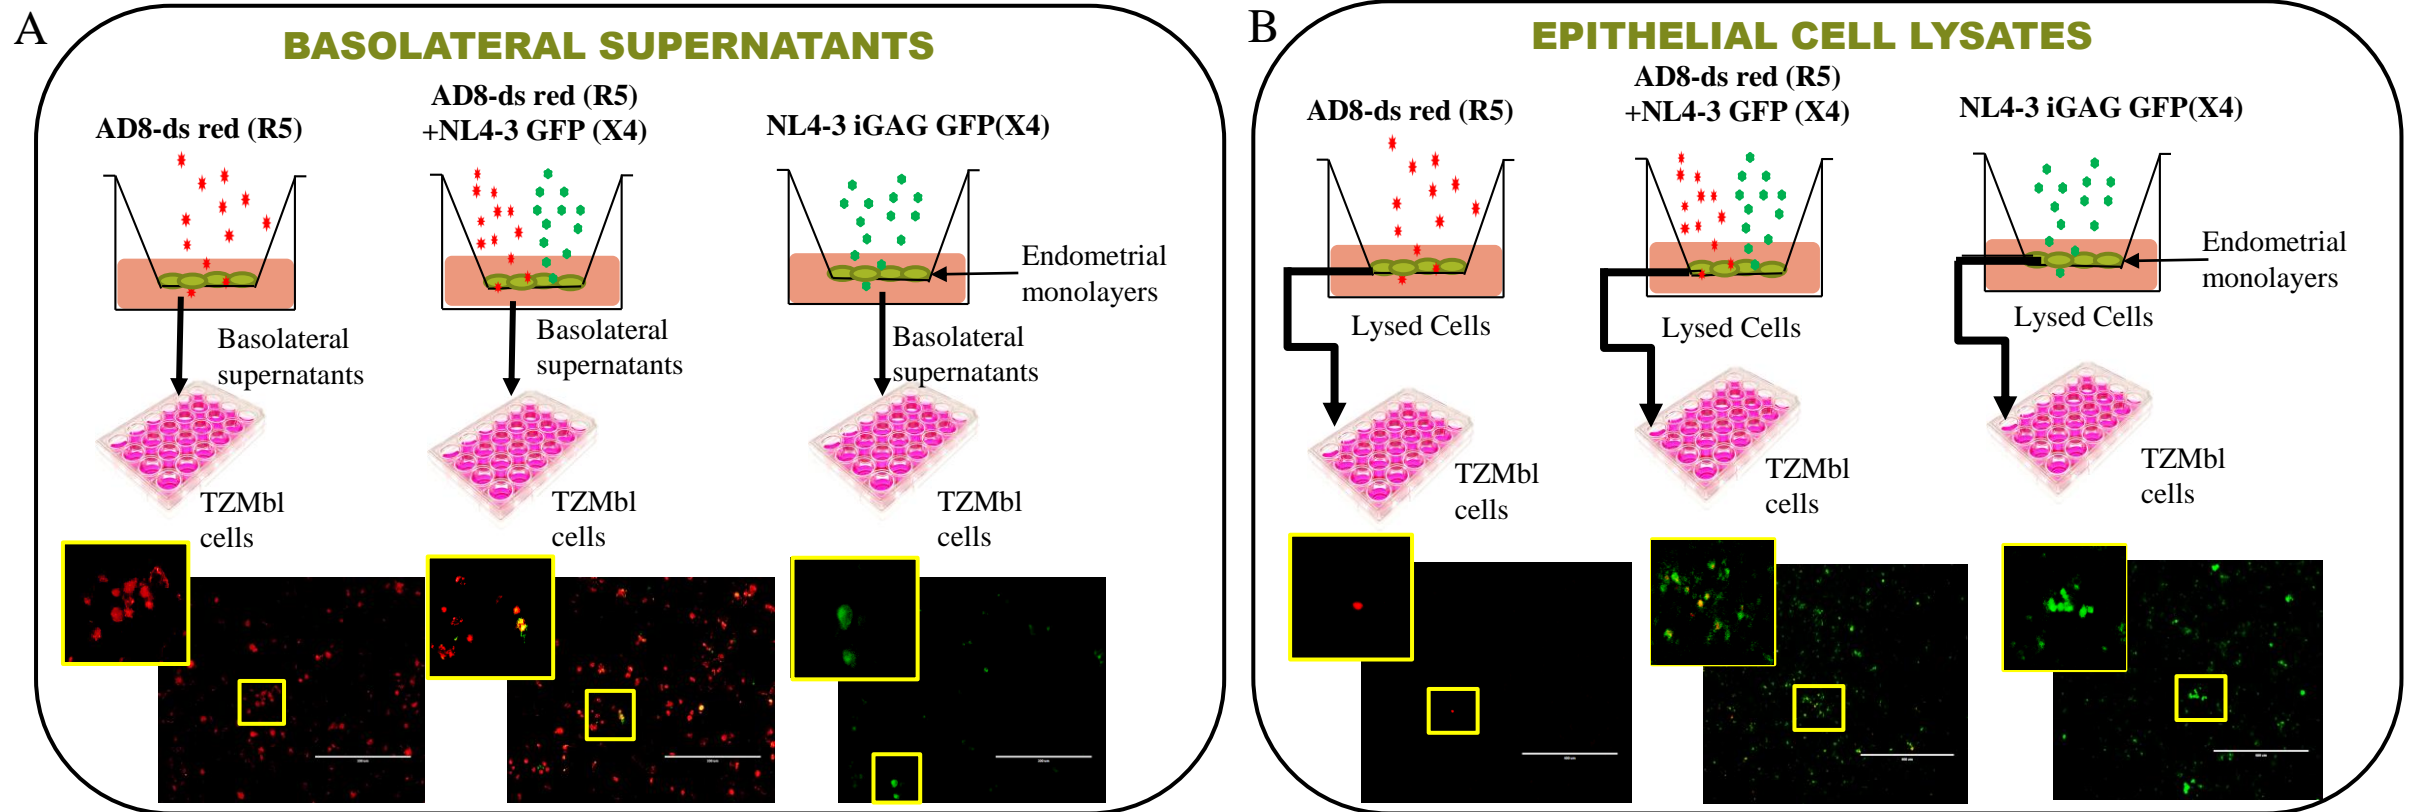 A
BASOLATERAL SUPERNATANTS
AD8-ds red (R5)
AD8-ds red (R5)
+NL4-3 GFP (X4)
NL4-3 iGAG GFP(X4)
Endometrial
monolayers
Basolateral
supernatants
Basolateral
supernatants
Basolateral
supernatants
TZMbl
cells
TZMbl
cells
TZMbl
cells
B
EPITHELIAL CELL LYSATES
AD8-ds red (R5)
AD8-ds red (R5)
+NL4-3 GFP (X4)
NL4-3 iGAG GFP(X4)
Endometrial
monolayers
Lysed Cells
Lysed Cells
Lysed Cells
TZMbl
cells
TZMbl
cells
TZMbl
cells